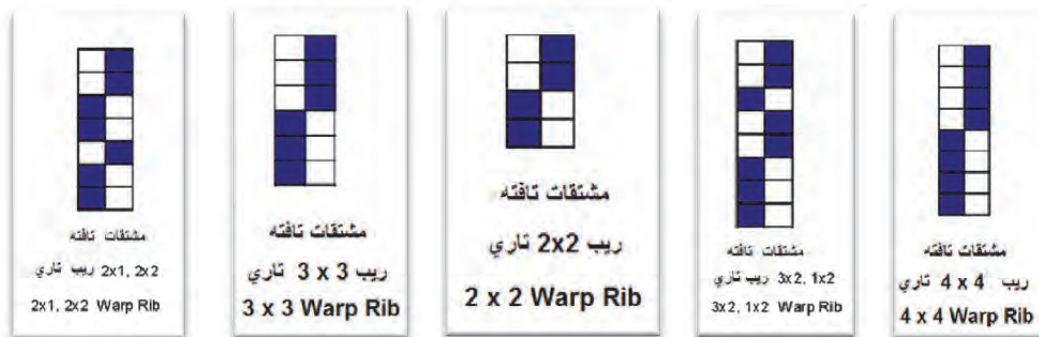 مشتقات تافته
2x1, 2x2 ريب تاري
2x1, 2x2 Warp Rib
مشتقات تافته
ريب 3 x 3 تاري
3 x 3 Warp Rib
مشتقات تافته
ريب 2x2 تاري
2 x 2 Warp Rib
مشتقات تافته
3x2, 1x2 ريب تاري
3x2, 1x2 Warp Rib
مشتقات تافته
ريب 4 x 4 تاري
4 x 4 Warp Rib